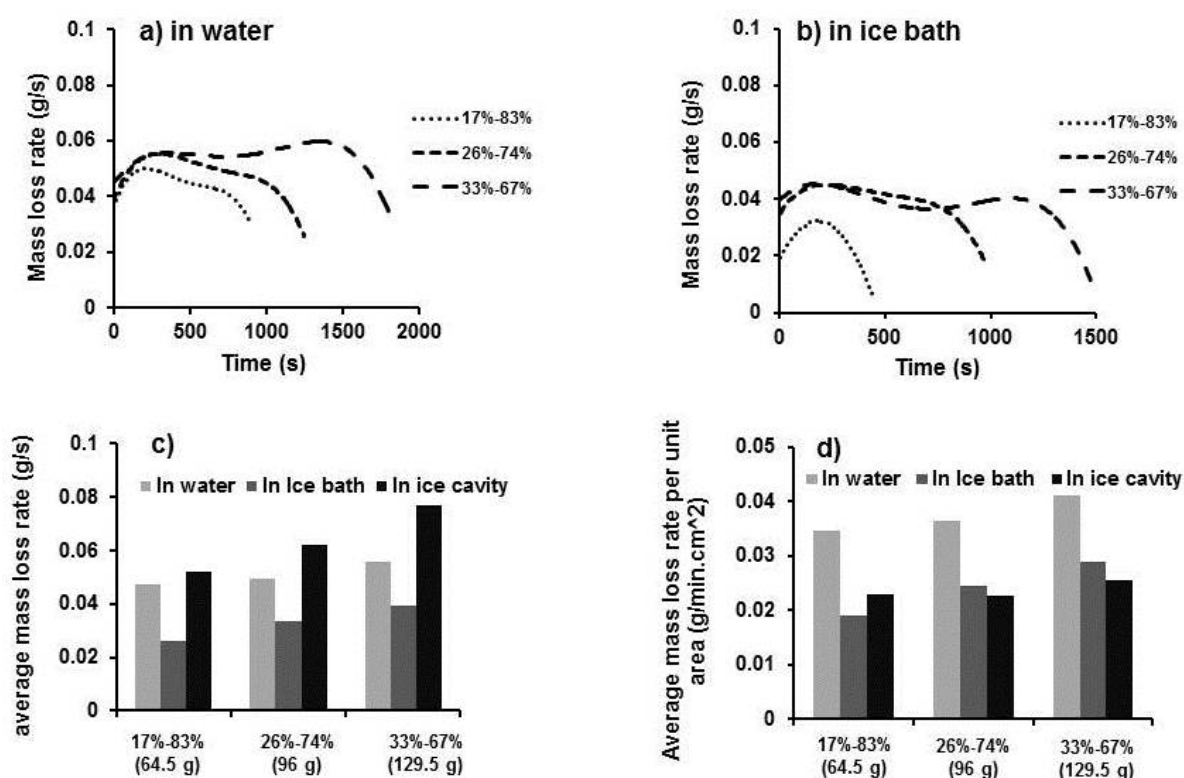 a) in water
Mass loss rate (g/s)
0.1
0.08
0.06
0.04
0.02
0
0 500 1000 1500 2000
Time (s)
17%-83%
26%-74%
33%-67%
b) in ice bath
Mass loss rate (g/s)
0.1
0.08
0.06
0.04
0.02
0
0 500 1000 1500
Time (s)
17%-83%
26%-74%
33%-67%
c)
average mass loss rate (g/s)
0.1
0.08
0.06
0.04
0.02
0
In water In Ice bath In ice cavity
17%-83% 26%-74% 33%-67%
(64.5 g) (96 g) (129.5 g)
d)
Average mass loss rate per unit
area (g/min.cm^2)
0.05
0.04
0.03
0.02
0.01
0
In water In Ice bath In ice cavity
17%-83% 26%-74% 33%-67%
(64.5 g) (96 g) (129.5 g)